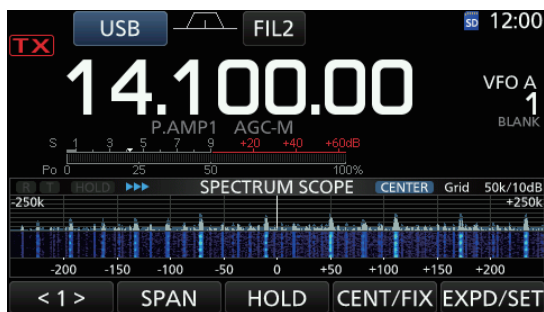 USB FIL2 SD 12:00
TX
14.100.00 VFO A
1
P.AMP1 AGC-M BLANK
S 1 3 5 7 9 +20 +40 +60dB
Po 0 25 50 100%
R T HOLD SPECTRUM SCOPE CENTER Grid 50k/10dB
-250k +250k
-200 -150 -100 -50 0 +50 +100 +150 +200
< 1 > SPAN HOLD CENT/FIX EXPD/SET